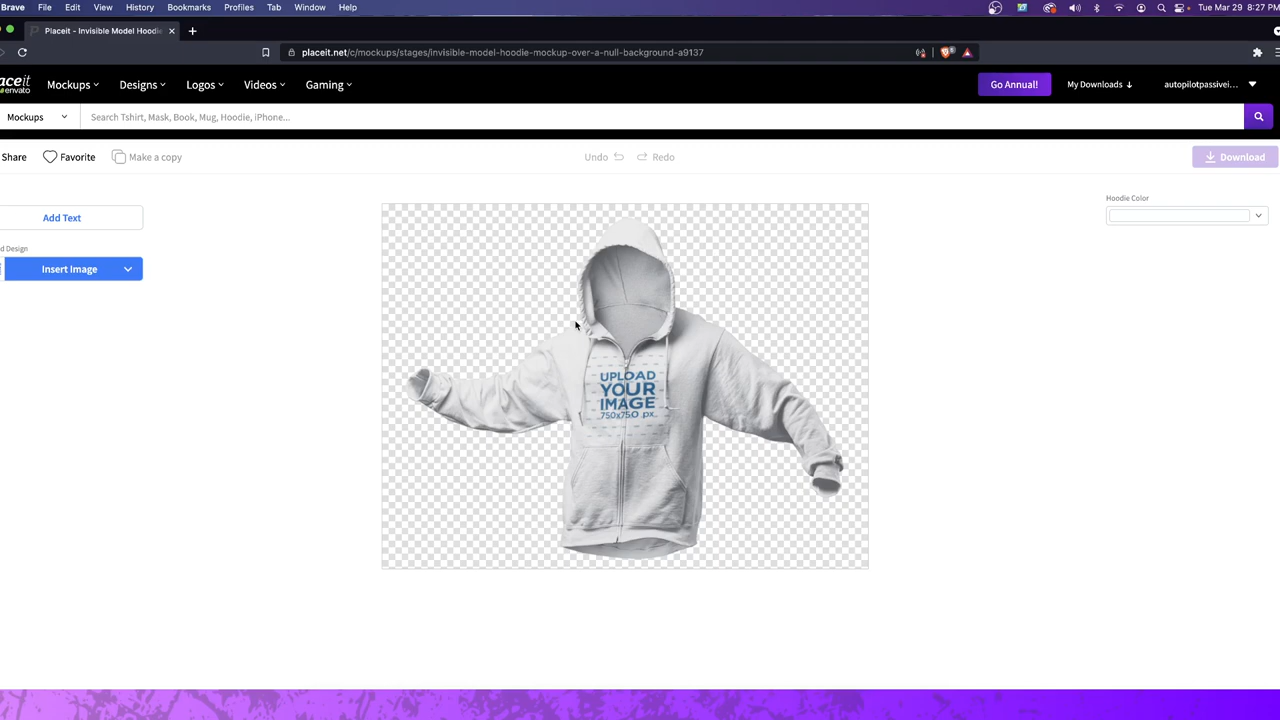 Brave File Edit View History Bookmarks Profiles Tab Window Help Tue Mar 29 8:27 PM
Placeit - Invisible Model Hoodie
placeit.net/c/mockups/stages/invisible-model-hoodie-mockup-over-a-null-background-a9137
aceit
envato
Mockups Designs Logos Videos Gaming Go Annual! My Downloads autopilotpassivei...
Mockups Search Tshirt, Mask, Book, Mug, Hoodie, iPhone...
Share Favorite Make a copy Undo Redo Download
Add Text
d Design
Insert Image
Hoodie Color
UPLOAD
YOUR
IMAGE
750x750 px